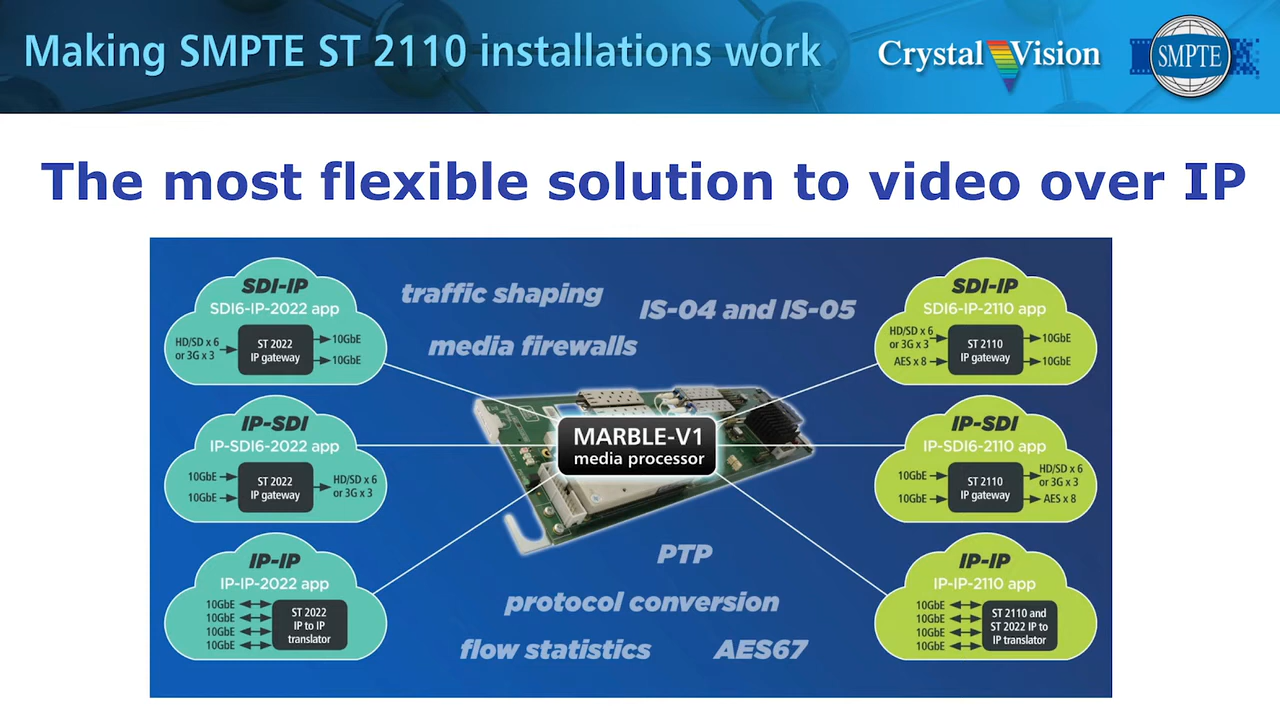 Making SMPTE ST 2110 installations work
Crystal Vision
SMPTE
The most flexible solution to video over IP
SDI-IP
SDI6-IP-2022 app
HD/SD x 6
or 3G x 3
ST 2022
IP gateway
10GbE
10GbE
IP-SDI
IP-SDI6-2022 app
10GbE
10GbE
ST 2022
IP gateway
HD/SD x 6
or 3G x 3
IP-IP
IP-IP-2022 app
10GbE
10GbE
10GbE
10GbE
ST 2022
IP to IP
translator
traffic shaping
IS-04 and IS-05
media firewalls
MARBLE-V1
media processor
PTP
protocol conversion
flow statistics
AES67
SDI-IP
SDI6-IP-2110 app
HD/SD x 6
or 3G x 3
AES x 8
ST 2110
IP gateway
10GbE
10GbE
IP-SDI
IP-SDI6-2110 app
10GbE
10GbE
ST 2110
IP gateway
HD/SD x 6
or 3G x 3
AES x 8
IP-IP
IP-IP-2110 app
10GbE
10GbE
10GbE
10GbE
ST 2110 and
ST 2022 IP to
IP translator